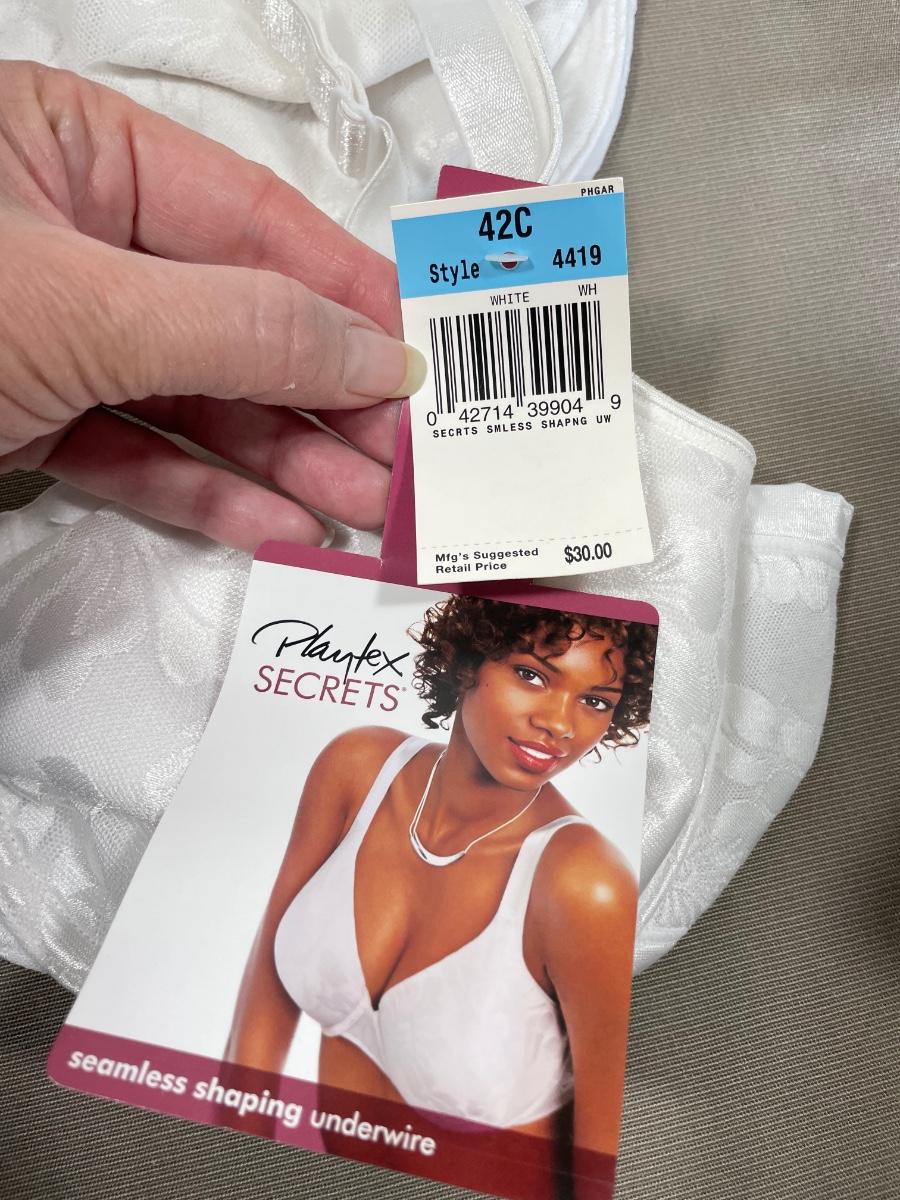 PHGAR
42C
Style 4419
WHITE WH
0 42714 39904 9
SECRTS SMLESS SHAPNG UW
Mfg's Suggested
Retail Price $30.00
Playtex
SECRETS®
seamless shaping underwire